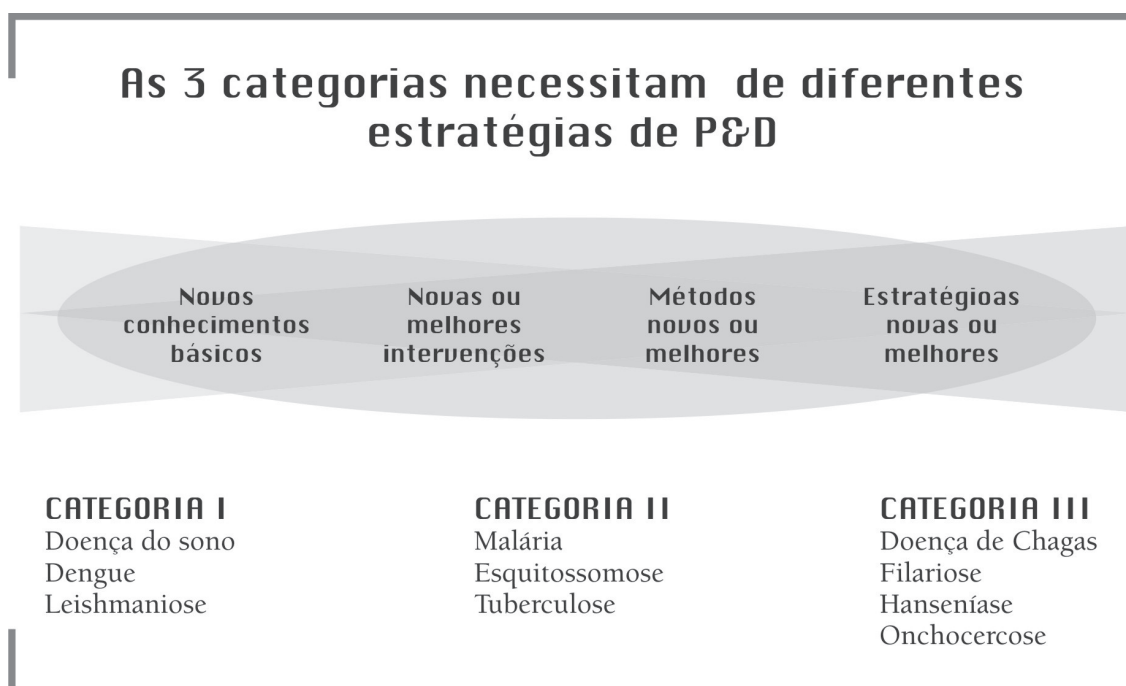 As 3 categorias necessitam de diferentes
estratégias de P&D
Novos
conhecimentos
básicos
Novas ou
melhores
intervenções
Métodos
novos ou
melhores
Estratégioas
novas ou
melhores
CATEGORIA I
Doença do sono
Dengue
Leishmaniose
CATEGORIA II
Malária
Esquitossomose
Tuberculose
CATEGORIA III
Doença de Chagas
Filariose
Hanseníase
Onchocercose